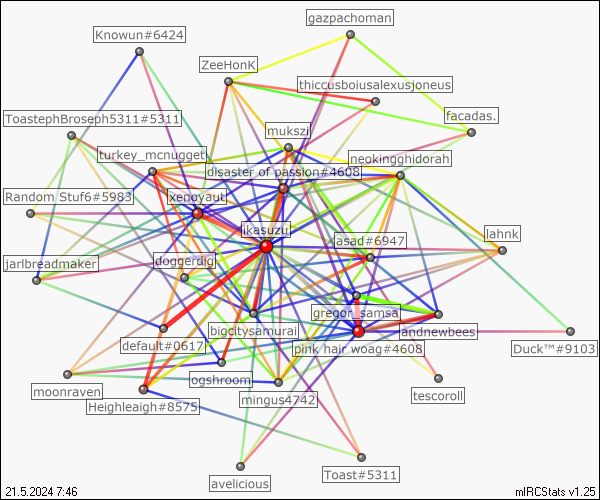 gazpachoman
Knowun#6424
ZeeHonK
thiccusboiusalexusjoneus
facadas.
ToastephBroseph5311#5311
mukszi
turkey_mcnugget
neokingghidorah
disaster of passion#4608
Random Stuf6#5983
xenoyaut
ikasuzu
lahnk
asad#6947
jarlbreadmaker
doggerdig
gregor_samsa
bigcitysamurai
andnewbees
default#0617
pink hair woag#4608
Duck™#9103
ogshroom
moonraven
mingus4742
tescoroll
Heighleaigh#8575
avelicious
Toast#5311
21.5.2024 7:46
mIRCStats v1.25